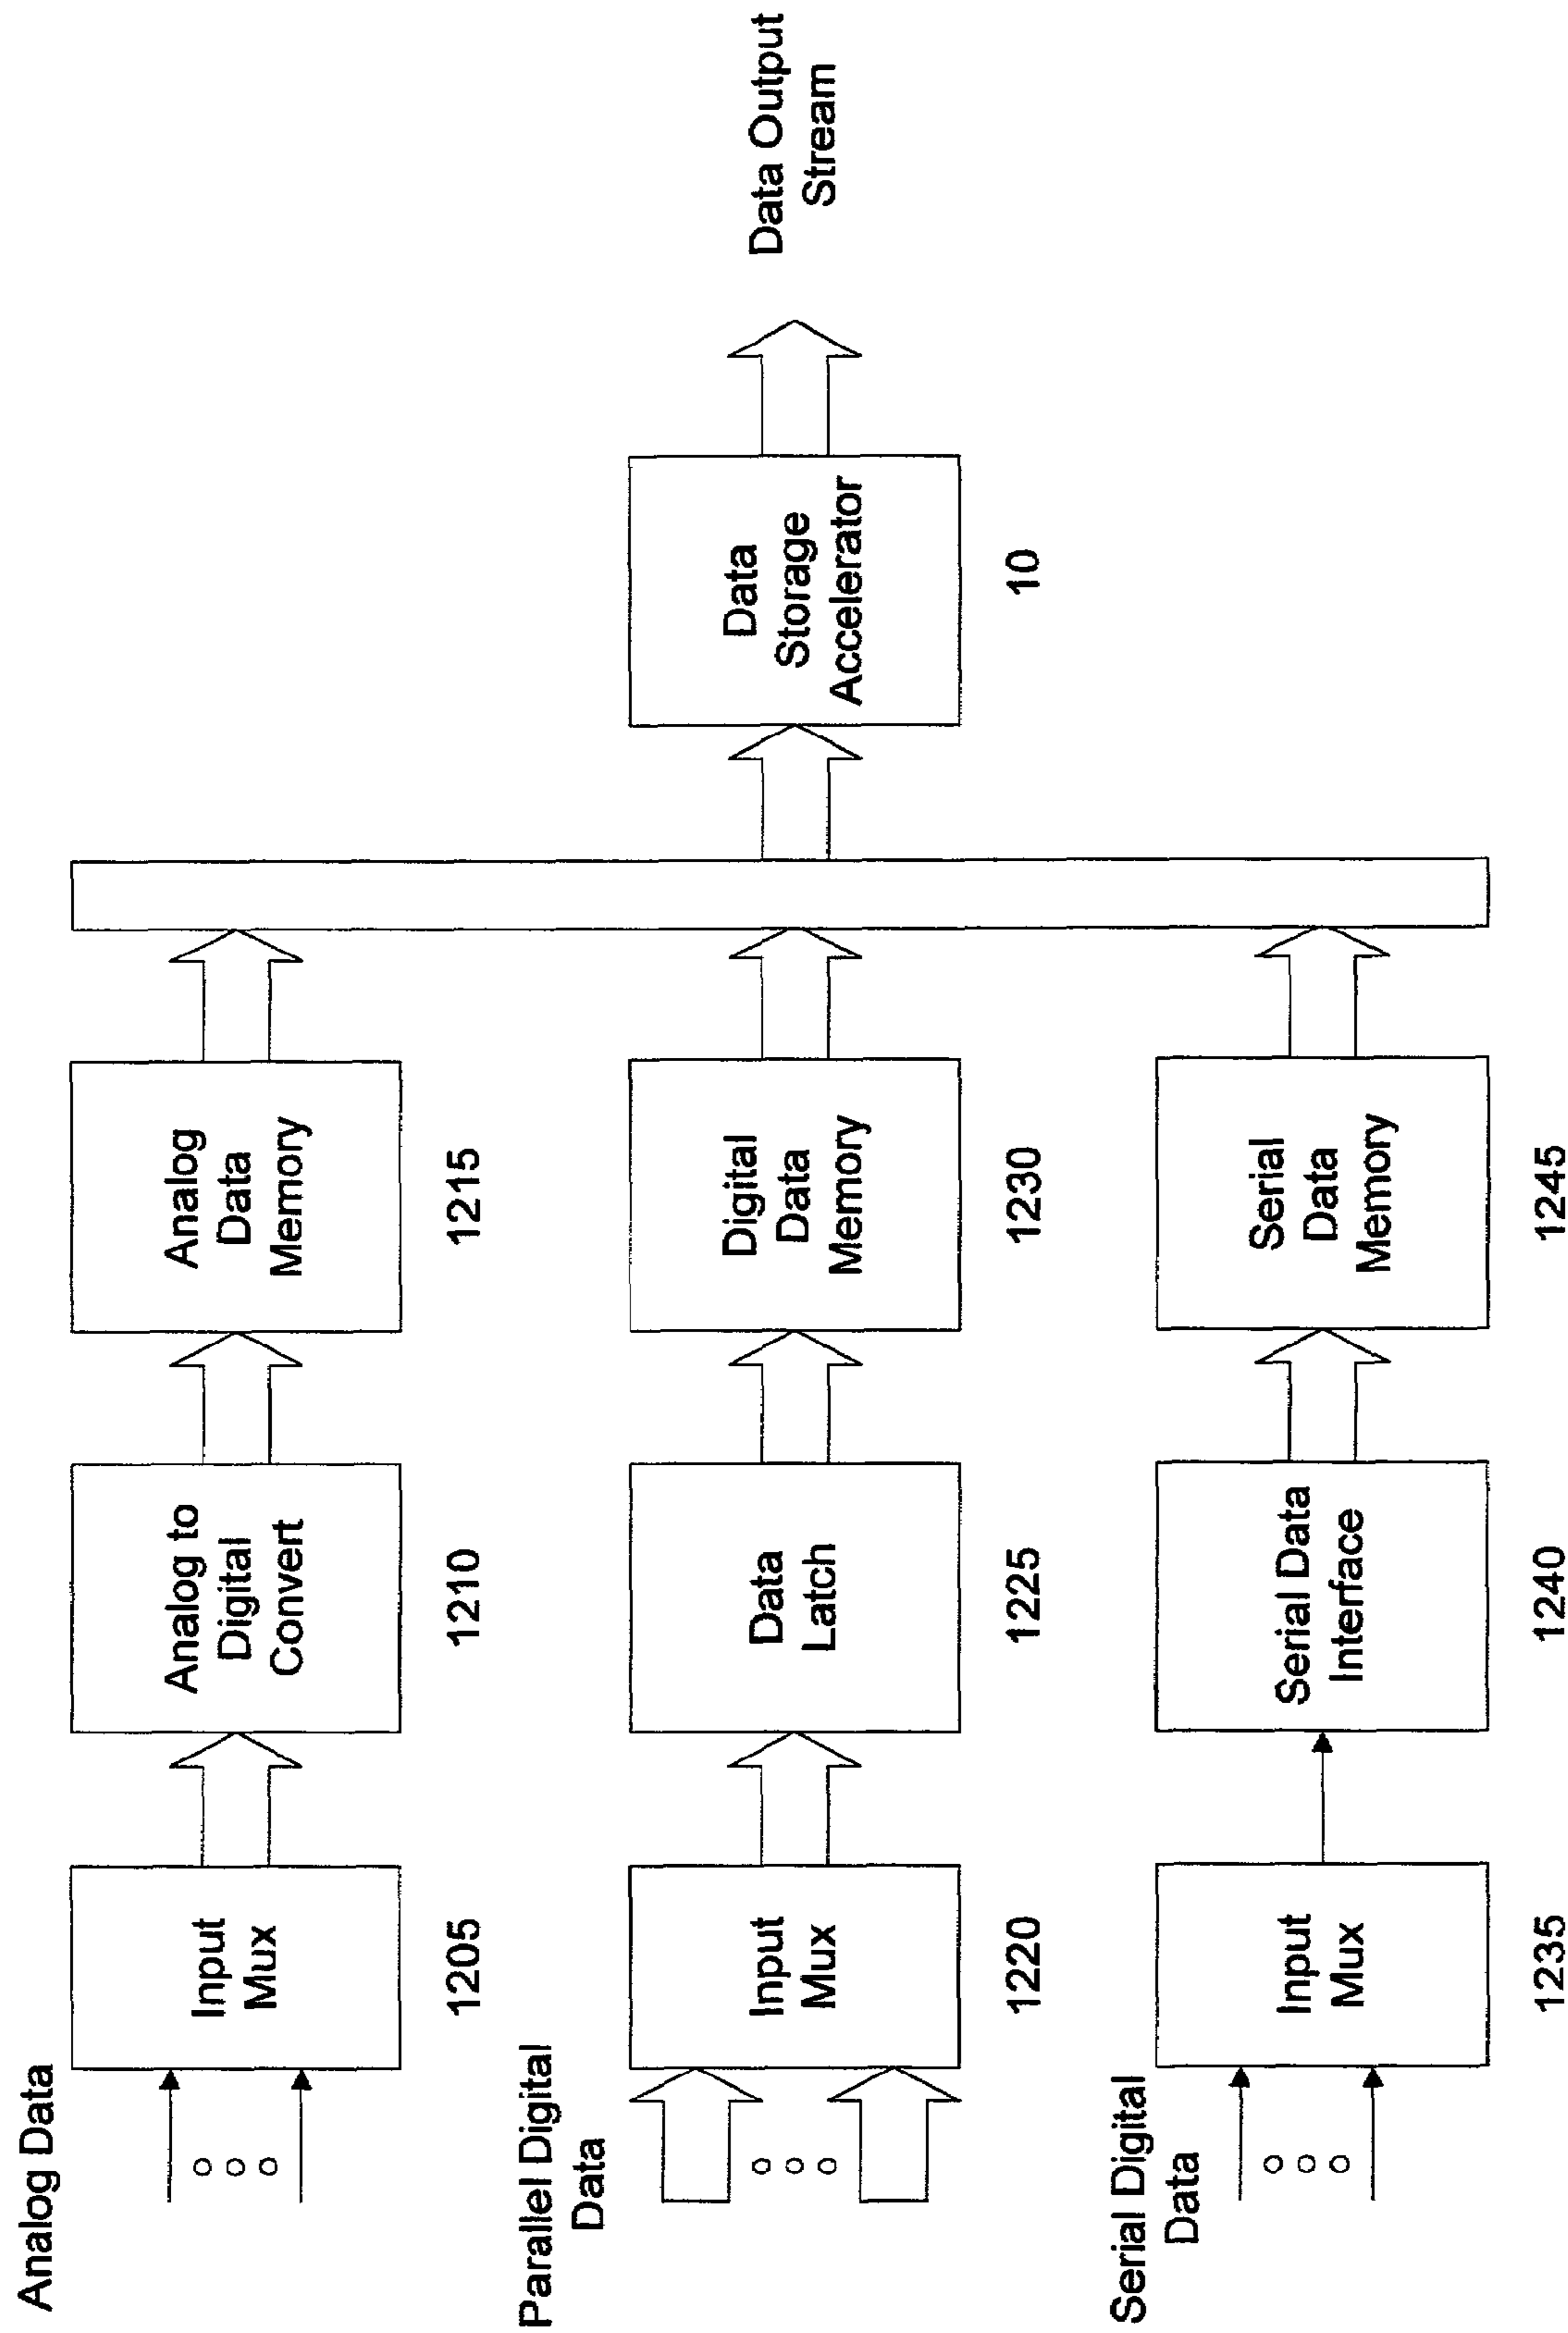 Analog Data
Input
Mux
1205
Analog to
Digital
Convert
1210
Analog
Data
Memory
1215
Parallel Digital
Data
Input
Mux
1220
Data
Latch
1225
Digital
Data
Memory
1230
Data
Storage
Accelerator
10
Data Output
Stream
Serial Digital
Data
Input
Mux
1235
Serial Data
Interface
1240
Serial
Data
Memory
1245